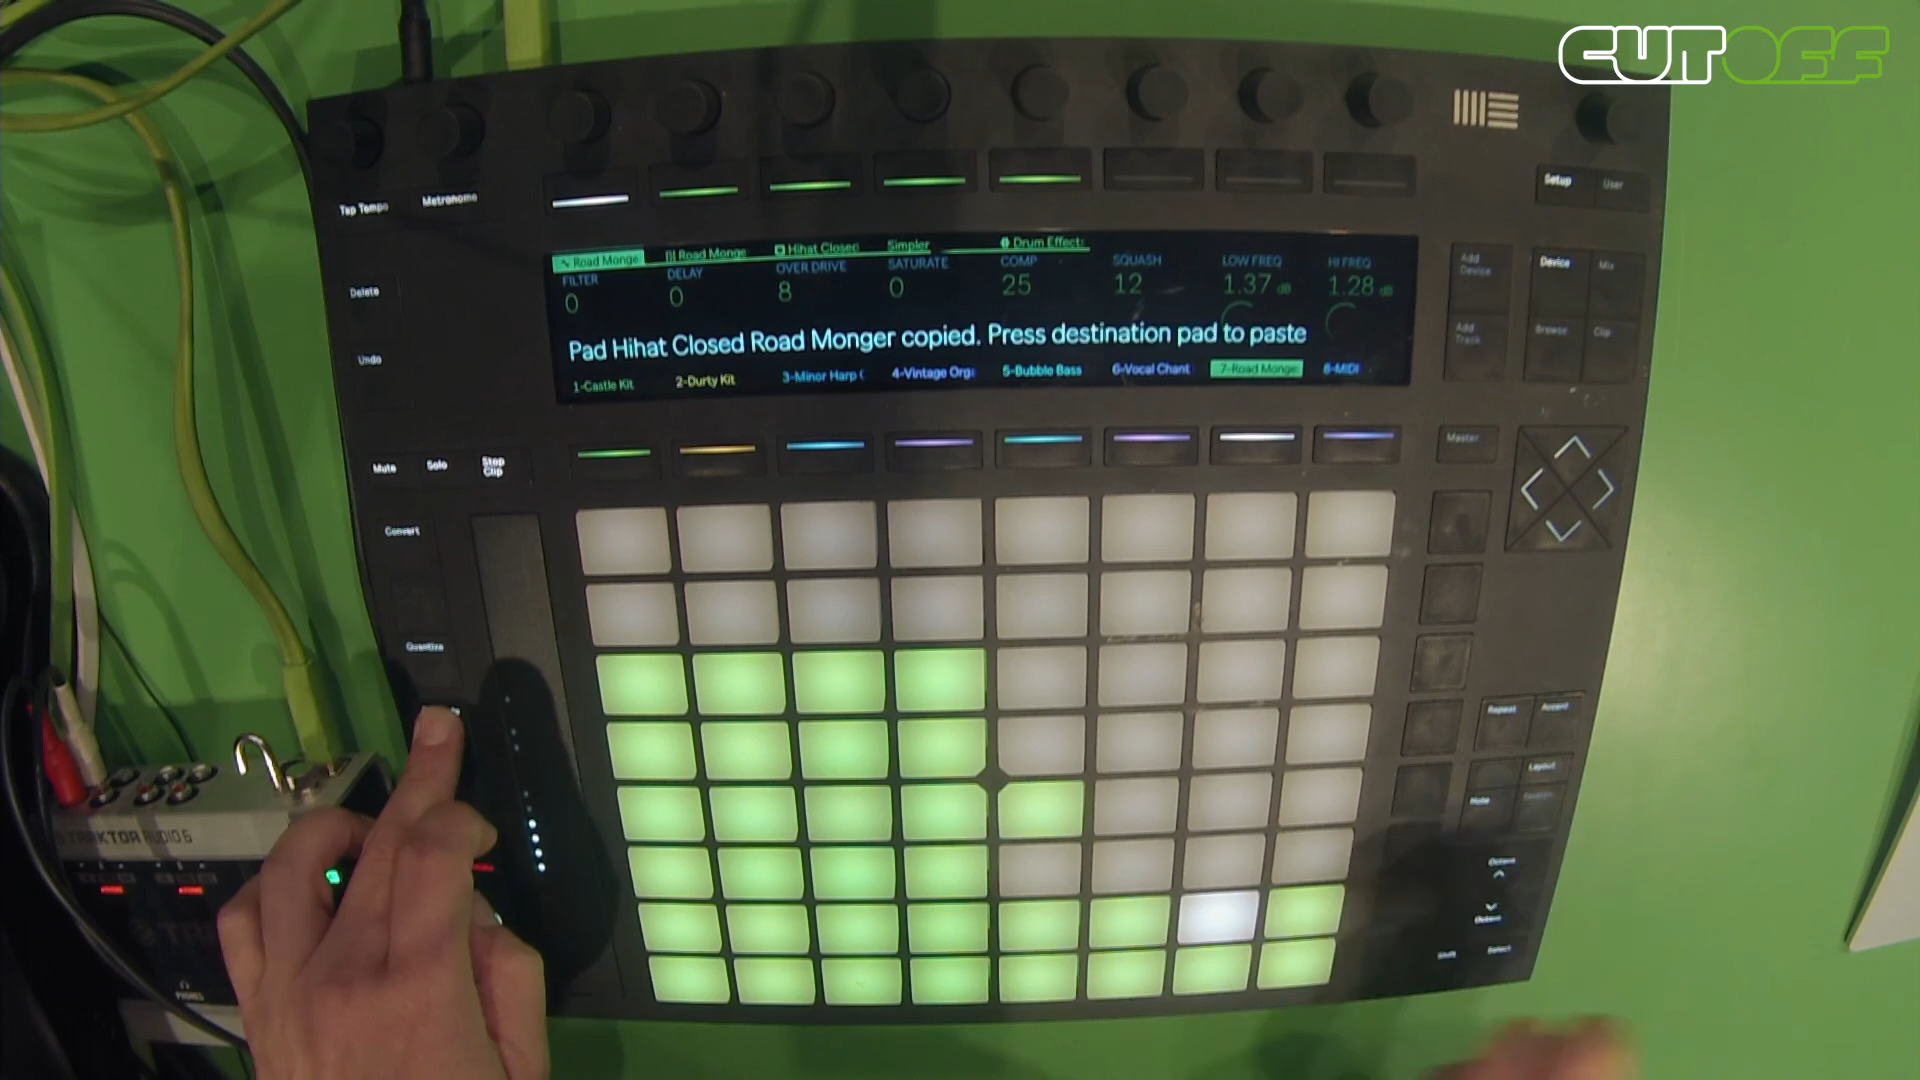 CUTOFF
Tap Tempo
Metronome
Setup
User
Delete
Undo
Add Device
Device
Mix
Add Track
Browse
Clip
Road Monge
Road Monge
Hihat Closed
Simpler
Drum Effect
FILTER
DELAY
OVER DRIVE
SATURATE
COMP
SQUASH
LOW FREQ
HI FREQ
0
0
8
0
25
12
1.37 dB
1.28 dB
Pad Hihat Closed Road Monger copied. Press destination pad to paste
1-Castle Kit
2-Durty Kit
3-Minor Harp (
4-Vintage Org
5-Bubble Bass
6-Vocal Chant
7-Road Monge
8-MIDI
Master
Mute
Solo
Stop
Clip
Convert
Quantize
Repeat
Accent
Layout
Note
Session
Octave
Octave
Shift
Select
TRAKTOR AUDIO 6
PHONES